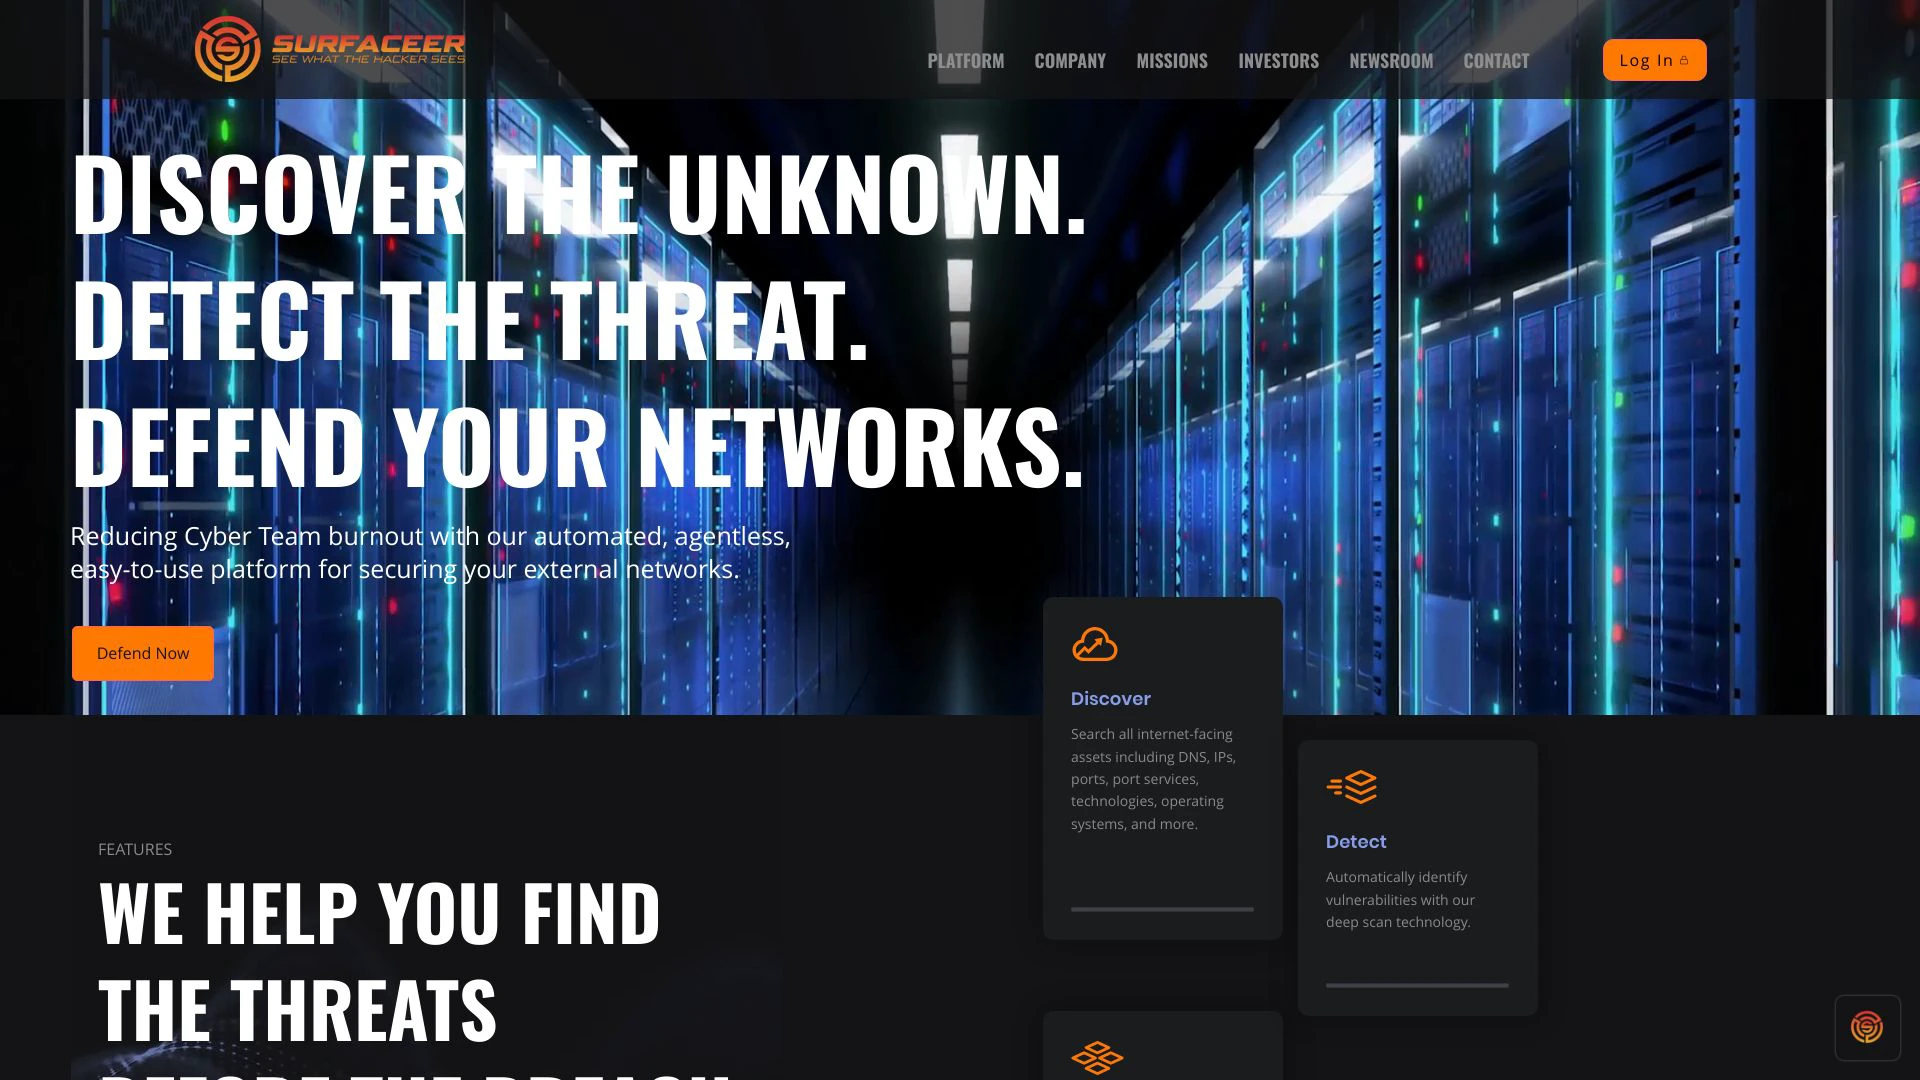 SURFACEER
SEE WHAT THE HACKER SEES
PLATFORM COMPANY MISSIONS INVESTORS NEWSROOM CONTACT
Log In
DISCOVER THE UNKNOWN.
DETECT THE THREAT.
DEFEND YOUR NETWORKS.
Reducing Cyber Team burnout with our automated, agentless,
easy-to-use platform for securing your external networks.
Defend Now
Discover
Search all internet-facing
assets including DNS, IPs,
ports, port services,
technologies, operating
systems, and more.
Detect
Automatically identify
vulnerabilities with our
deep scan technology.
FEATURES
WE HELP YOU FIND
THE THREATS
BEFORE THE BREACH